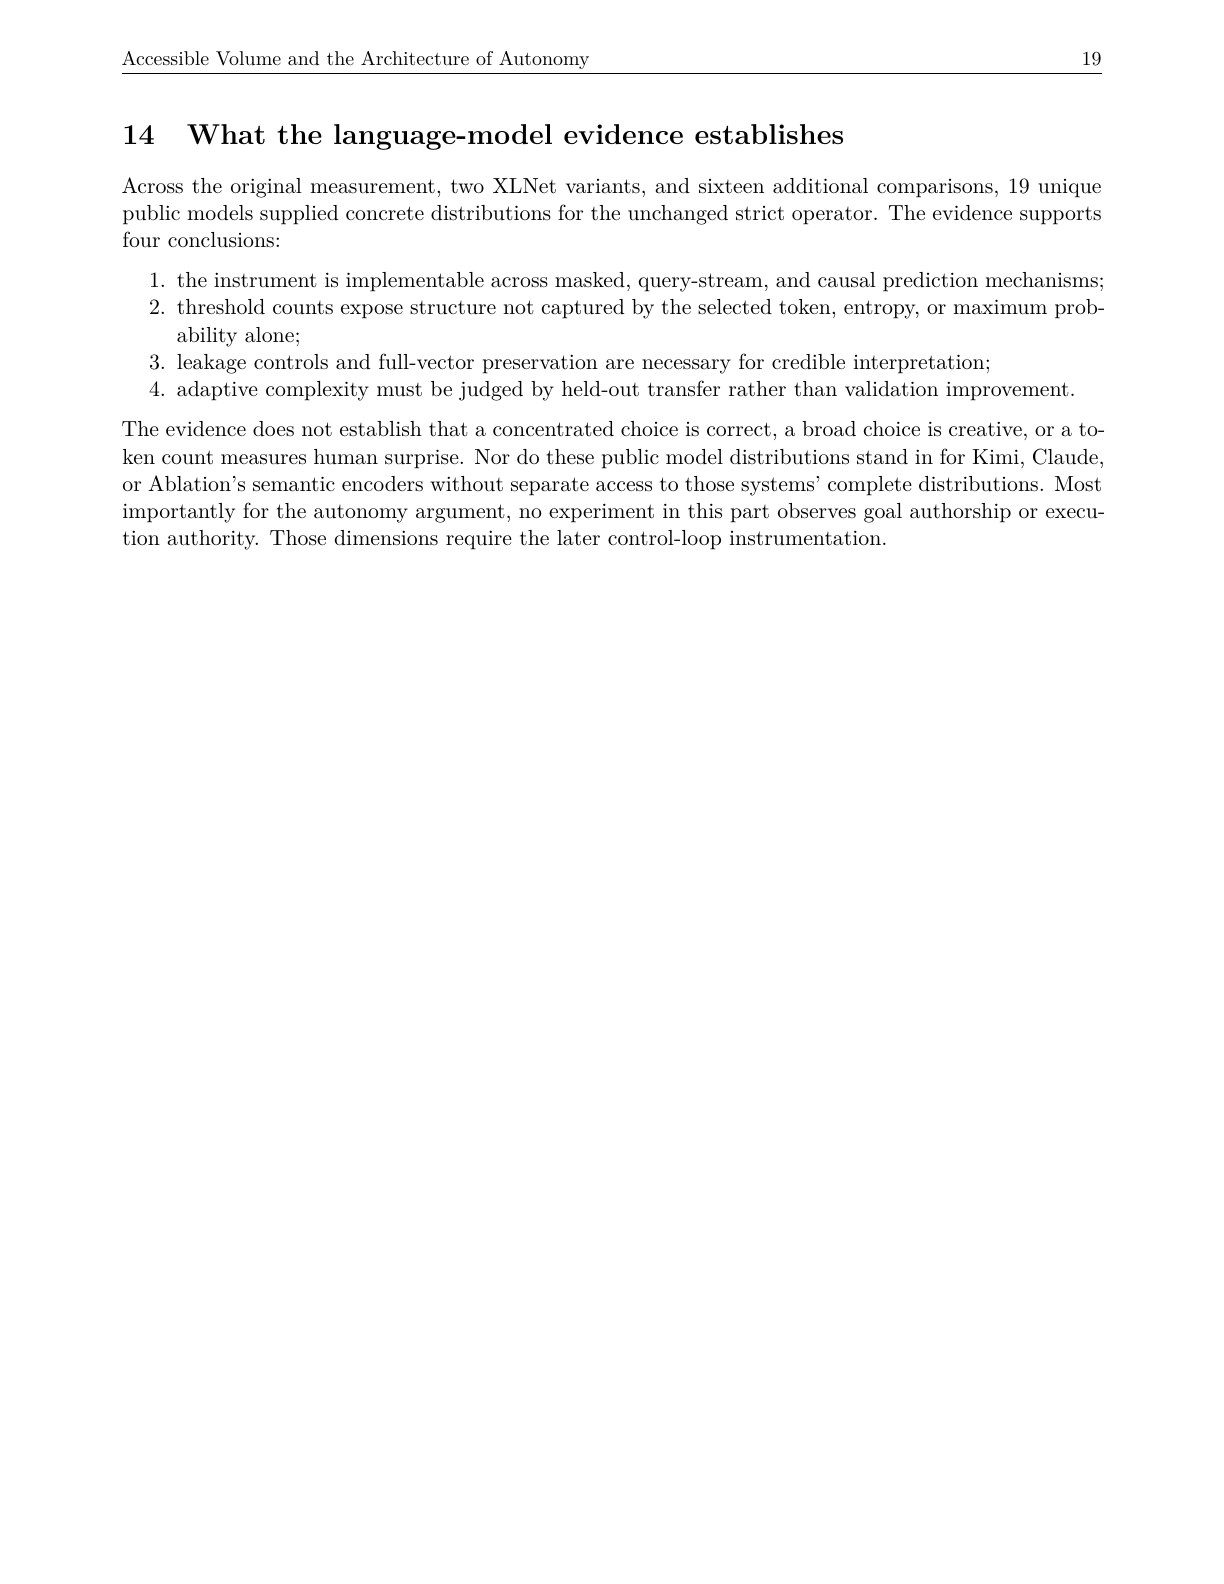 Accessible Volume and the Architecture of Autonomy 19
14 What the language-model evidence establishes
Across the original measurement, two XLNet variants, and sixteen additional comparisons, 19 unique
public models supplied concrete distributions for the unchanged strict operator. The evidence supports
four conclusions:
1. the instrument is implementable across masked, query-stream, and causal prediction mechanisms;
2. threshold counts expose structure not captured by the selected token, entropy, or maximum prob-
ability alone;
3. leakage controls and full-vector preservation are necessary for credible interpretation;
4. adaptive complexity must be judged by held-out transfer rather than validation improvement.
The evidence does not establish that a concentrated choice is correct, a broad choice is creative, or a to-
ken count measures human surprise. Nor do these public model distributions stand in for Kimi, Claude,
or Ablation’s semantic encoders without separate access to those systems’ complete distributions. Most
importantly for the autonomy argument, no experiment in this part observes goal authorship or execu-
tion authority. Those dimensions require the later control-loop instrumentation.